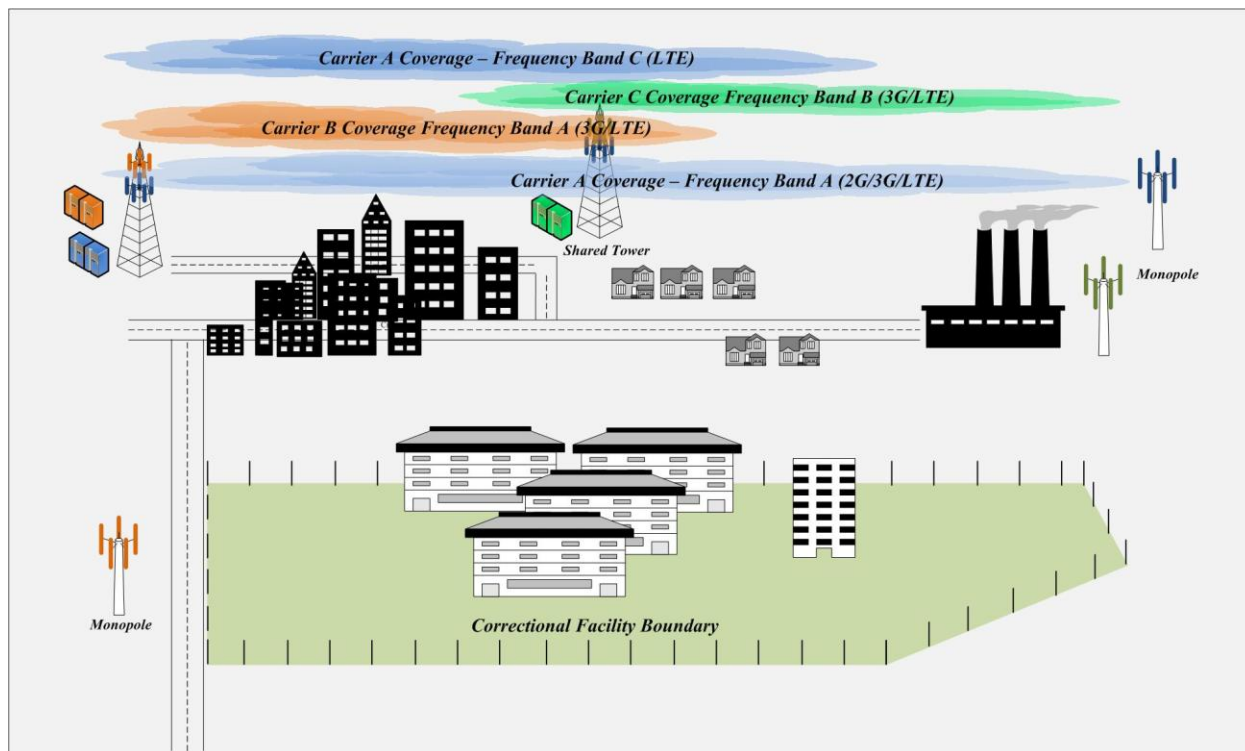 Carrier A Coverage – Frequency Band C (LTE)
Carrier C Coverage Frequency Band B (3G/LTE)
Carrier B Coverage Frequency Band A (3G/LTE)
Carrier A Coverage – Frequency Band A (2G/3G/LTE)
Shared Tower
Monopole
Monopole
Correctional Facility Boundary